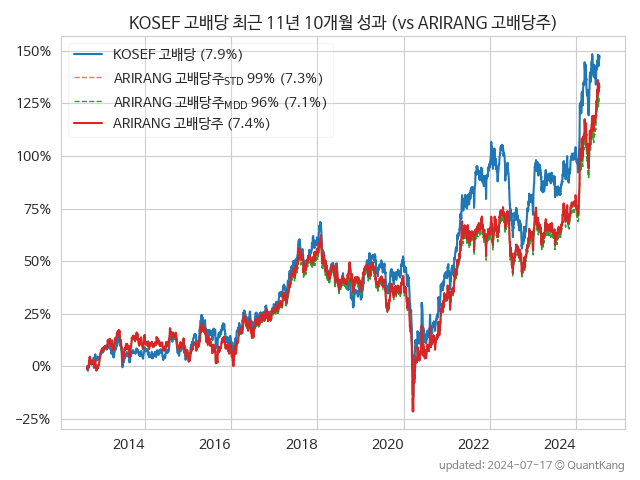 KOSEF 고배당 최근 11년 10개월 성과 (vs ARIRANG 고배당주)
KOSEF 고배당 (7.9%)
ARIRANG 고배당주STD 99% (7.3%)
ARIRANG 고배당주MDD 96% (7.1%)
ARIRANG 고배당주 (7.4%)
150%
125%
100%
75%
50%
25%
0%
−25%
2014 2016 2018 2020 2022 2024
updated: 2024-07-17 © QuantKang